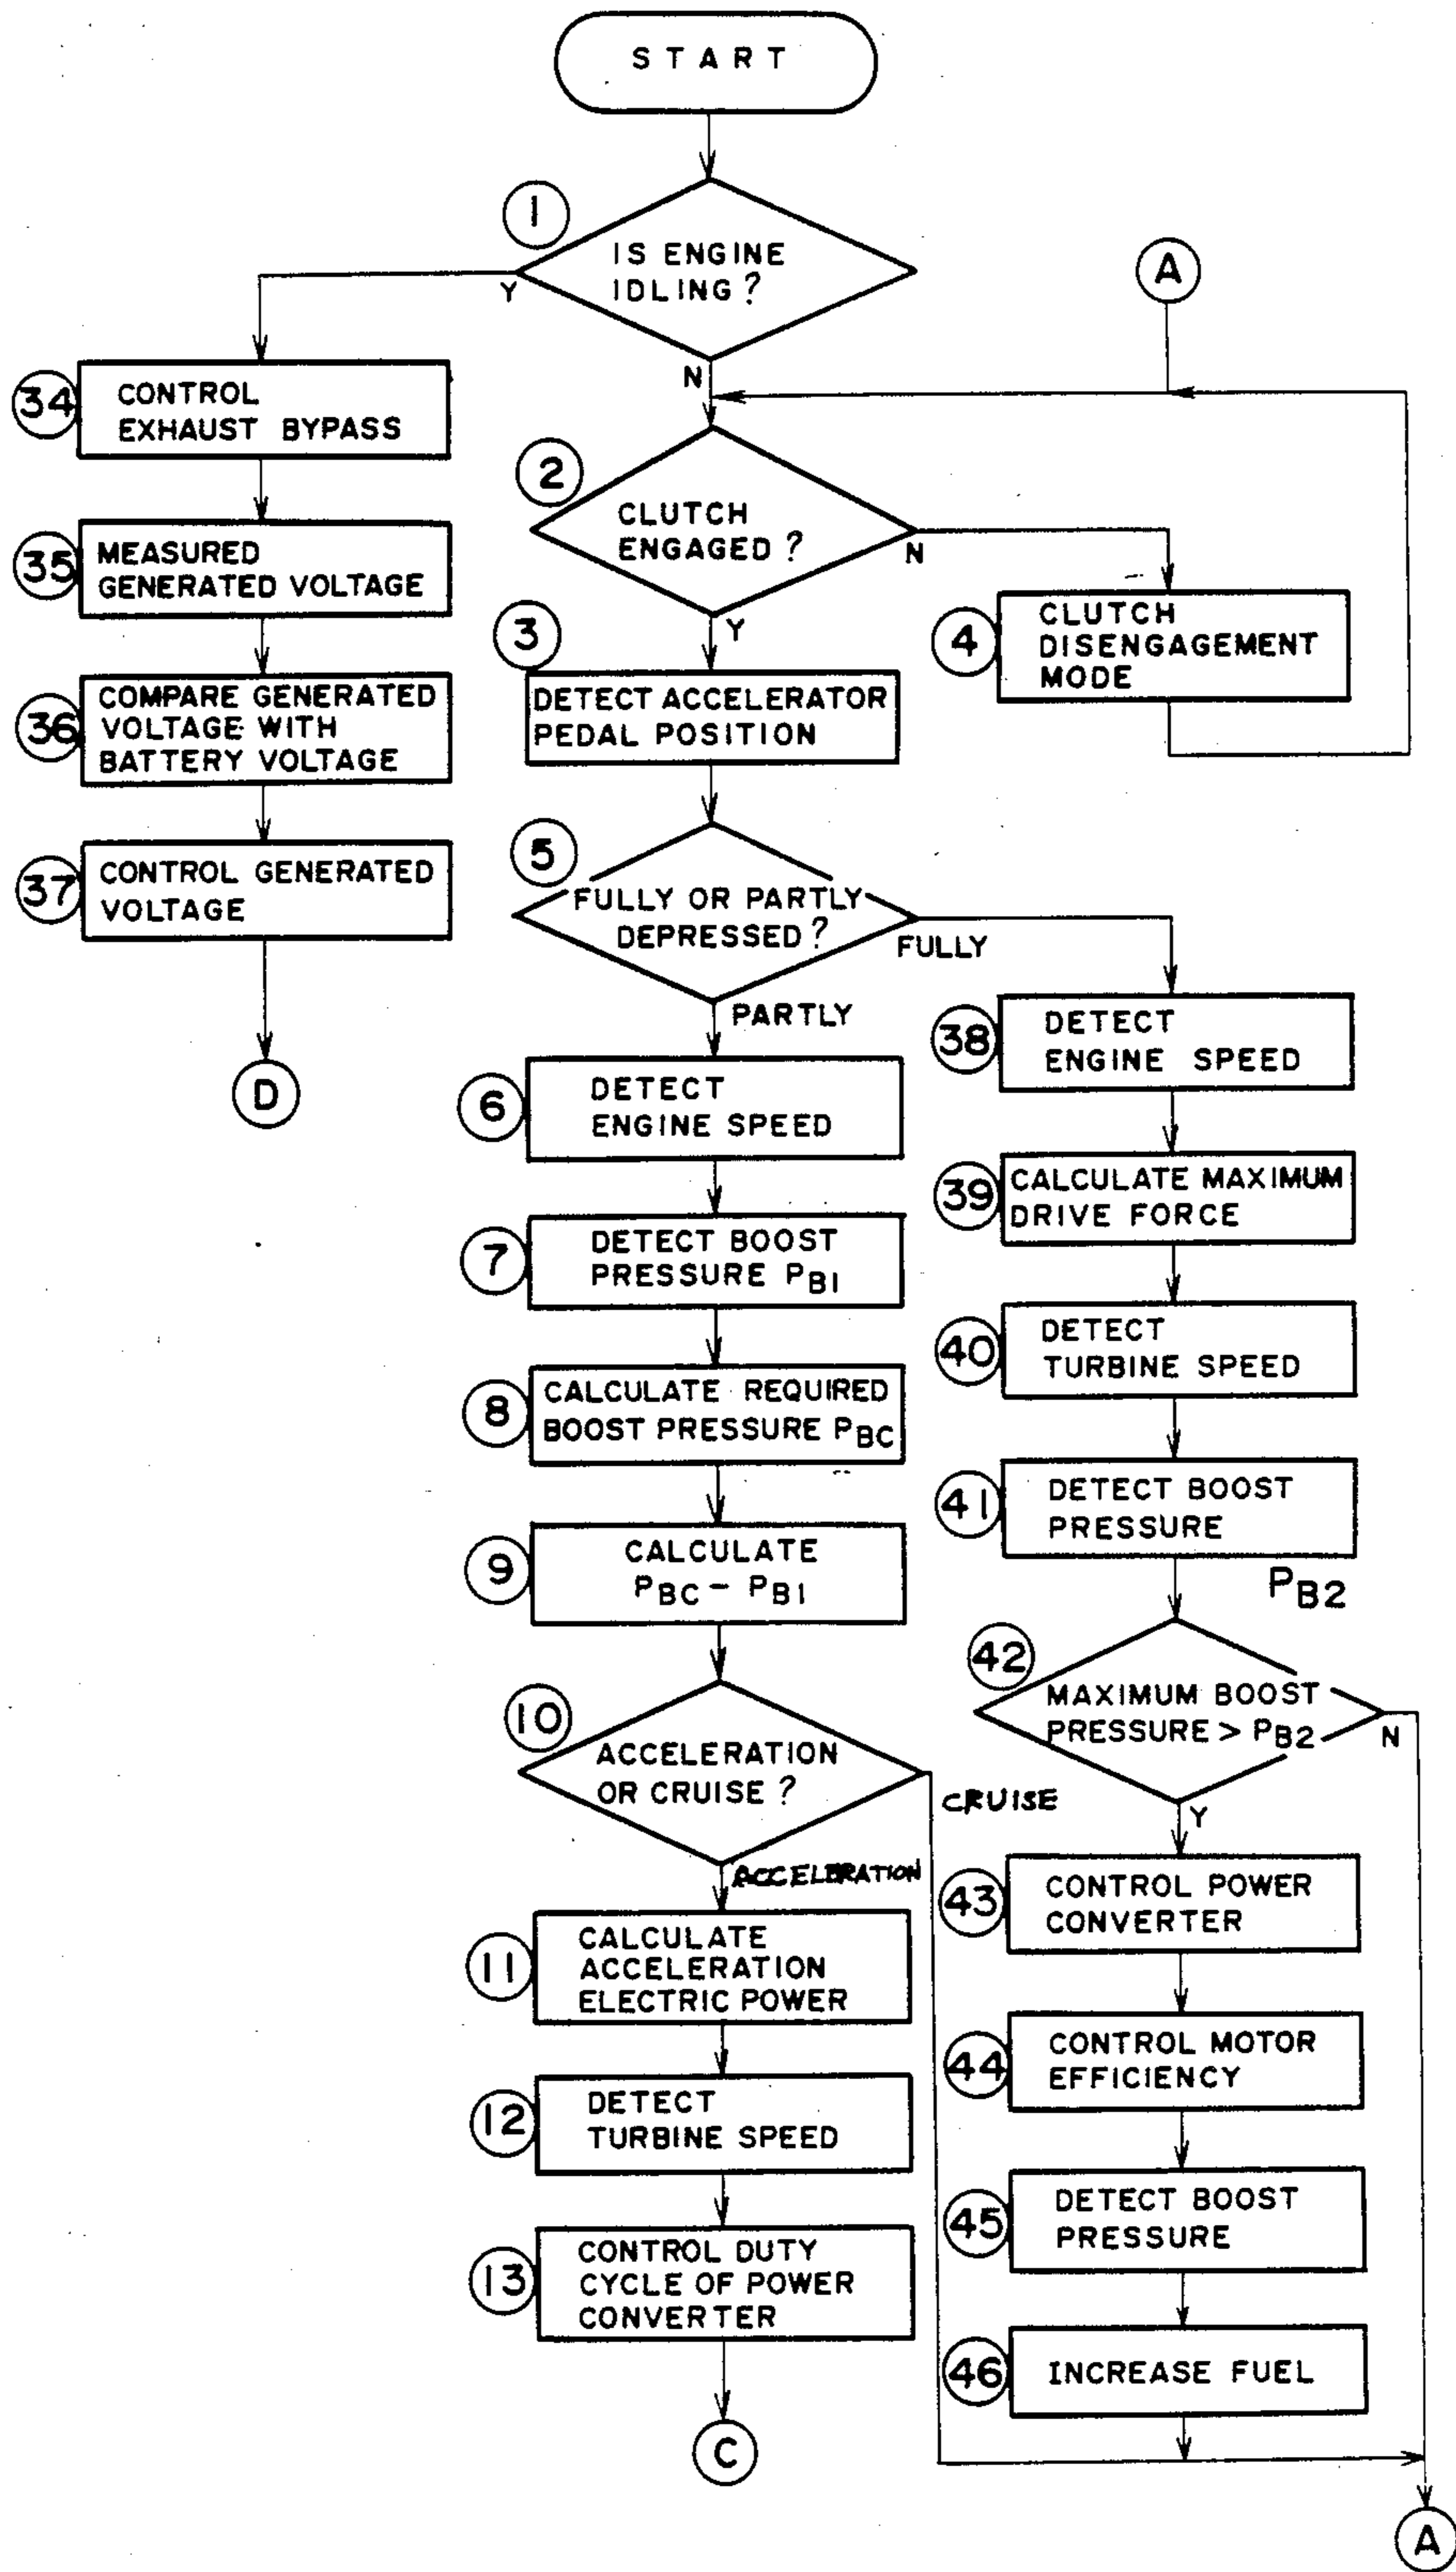 START
1
IS ENGINE
IDLING?
Y
N
A
34
CONTROL
EXHAUST BYPASS
35
MEASURED
GENERATED VOLTAGE
36
COMPARE GENERATED
VOLTAGE WITH
BATTERY VOLTAGE
37
CONTROL GENERATED
VOLTAGE
D
2
CLUTCH
ENGAGED?
N
Y
4
CLUTCH
DISENGAGEMENT
MODE
3
DETECT ACCELERATOR
PEDAL POSITION
5
FULLY OR PARTLY
DEPRESSED?
FULLY
PARTLY
6
DETECT
ENGINE SPEED
7
DETECT BOOST
PRESSURE PB1
8
CALCULATE REQUIRED
BOOST PRESSURE PBC
9
CALCULATE
PBC - PB1
10
ACCELERATION
OR CRUISE?
CRUISE
ACCELERATION
11
CALCULATE
ACCELERATION
ELECTRIC POWER
12
DETECT
TURBINE SPEED
13
CONTROL DUTY
CYCLE OF POWER
CONVERTER
C
38
DETECT
ENGINE SPEED
39
CALCULATE MAXIMUM
DRIVE FORCE
40
DETECT
TURBINE SPEED
41
DETECT BOOST
PRESSURE
PB2
42
MAXIMUM BOOST
PRESSURE > PB2
N
Y
43
CONTROL POWER
CONVERTER
44
CONTROL MOTOR
EFFICIENCY
45
DETECT BOOST
PRESSURE
46
INCREASE FUEL
A